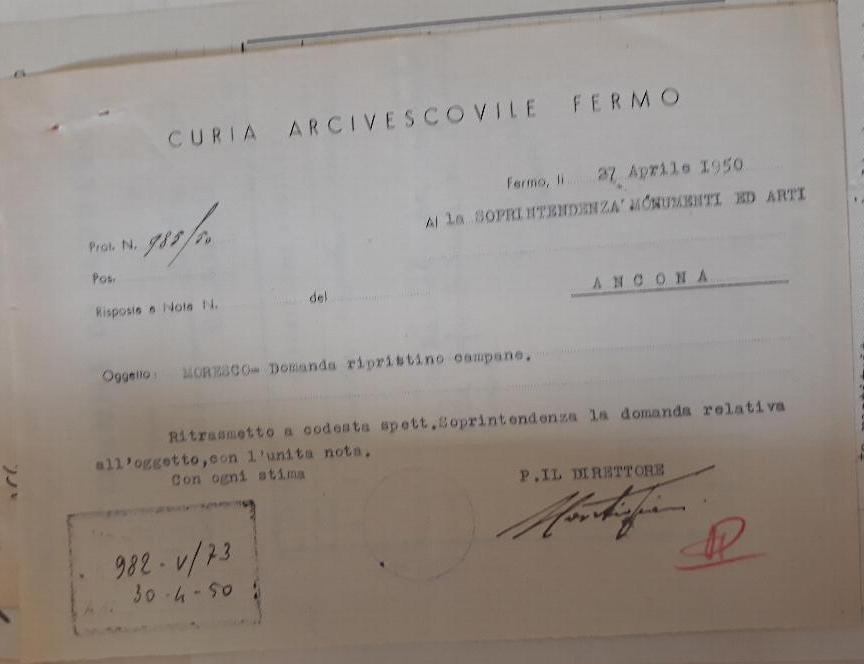 CURIA ARCIVESCOVILE FERMO
Fermo, li 27 Aprile 1950
Al la SOPRINTENDENZA MONUMENTI ED ARTI
Prot. N. 985/50
Pos.
ANCONA
Risposta a Nota N. del
Oggetto: MORESCO= Domanda ripristino campane.
Ritrasmetto a codesta spett.Soprintendenza la domanda relativa
all'oggetto,con l'unita nota.
Con ogni stima
P.IL DIRETTORE
982-V/73
30-4-50